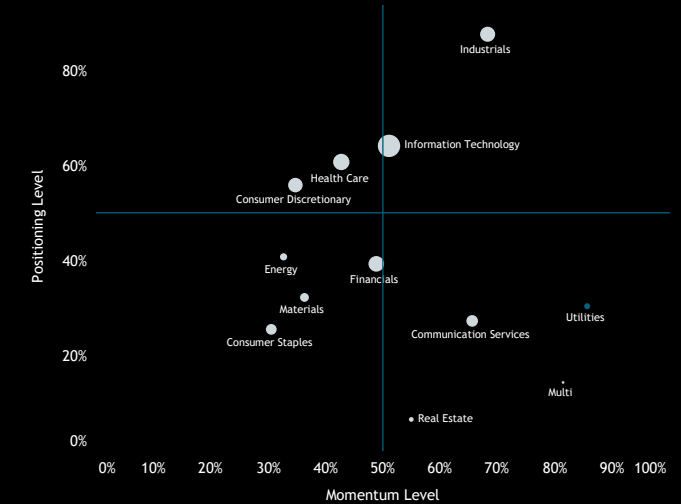 Industrials
80%
Information Technology
60%
Health Care
Consumer Discretionary
Positioning Level
40%
Energy
Financials
Materials
Utilities
Consumer Staples
Communication Services
20%
Multi
Real Estate
0%
0% 10% 20% 30% 40% 50% 60% 70% 80% 90% 100%
Momentum Level